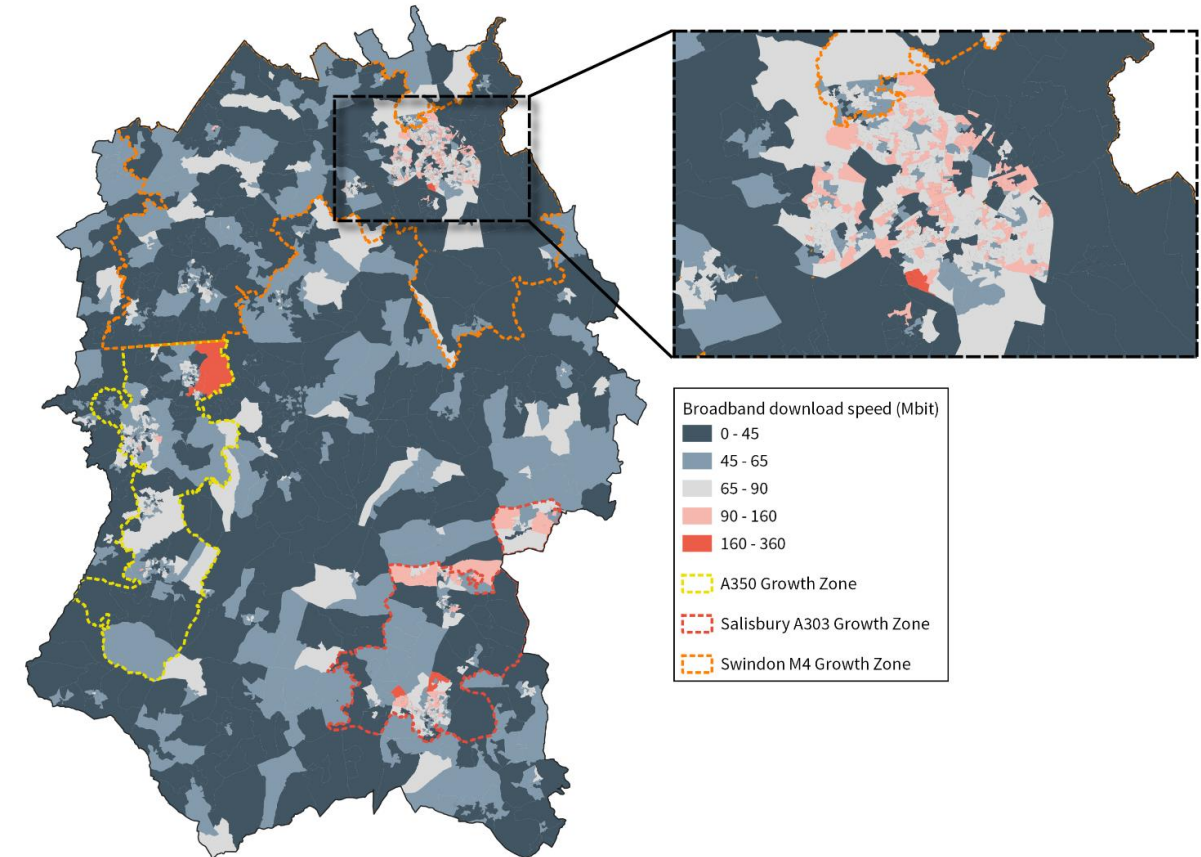 Broadband download speed (Mbit)
0 - 45
45 - 65
65 - 90
90 - 160
160 - 360
A350 Growth Zone
Salisbury A303 Growth Zone
Swindon M4 Growth Zone